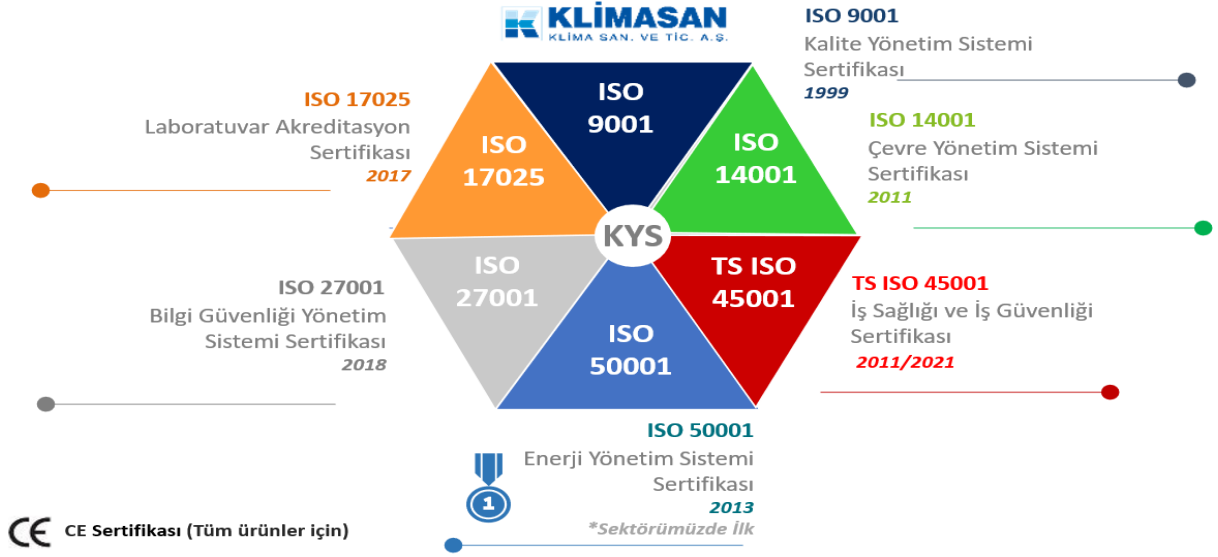 KLİMASAN
KLİMA SAN. VE TİC. A.Ş.
ISO 9001
Kalite Yönetim Sistemi
Sertifikası
1999
ISO 14001
Çevre Yönetim Sistemi
Sertifikası
2011
TS ISO 45001
İş Sağlığı ve İş Güvenliği
Sertifikası
2011/2021
ISO 50001
Enerji Yönetim Sistemi
Sertifikası
2013
*Sektörümüzde İlk
1
ISO 27001
Bilgi Güvenliği Yönetim
Sistemi Sertifikası
2018
ISO 17025
Laboratuvar Akreditasyon
Sertifikası
2017
ISO
9001
ISO
14001
TS ISO
45001
ISO
50001
ISO
27001
ISO
17025
KYS
CE CE Sertifikası (Tüm ürünler için)